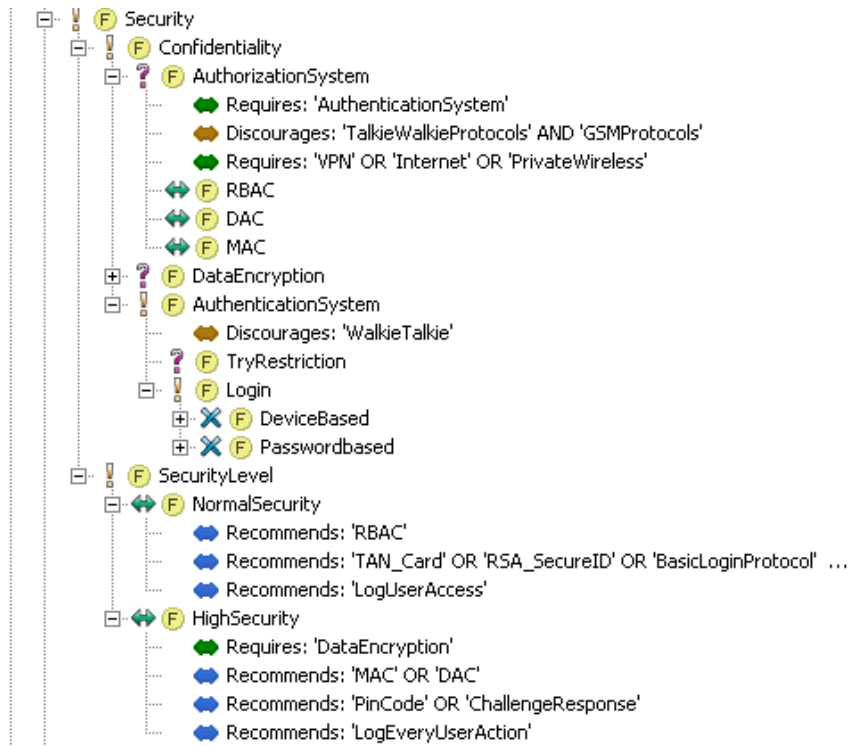 F Security
F Confidentiality
F AuthorizationSystem
Requires: 'AuthenticationSystem'
Discourages: 'TalkieWalkieProtocols' AND 'GSMProtocols'
Requires: 'VPN' OR 'Internet' OR 'PrivateWireless'
F RBAC
F DAC
F MAC
F DataEncryption
F AuthenticationSystem
Discourages: 'WalkieTalkie'
F TryRestriction
F Login
F DeviceBased
F Passwordbased
F SecurityLevel
F NormalSecurity
Recommends: 'RBAC'
Recommends: 'TAN_Card' OR 'RSA_SecureID' OR 'BasicLoginProtocol' ...
Recommends: 'LogUserAccess'
F HighSecurity
Requires: 'DataEncryption'
Recommends: 'MAC' OR 'DAC'
Recommends: 'PinCode' OR 'ChallengeResponse'
Recommends: 'LogEveryUserAction'